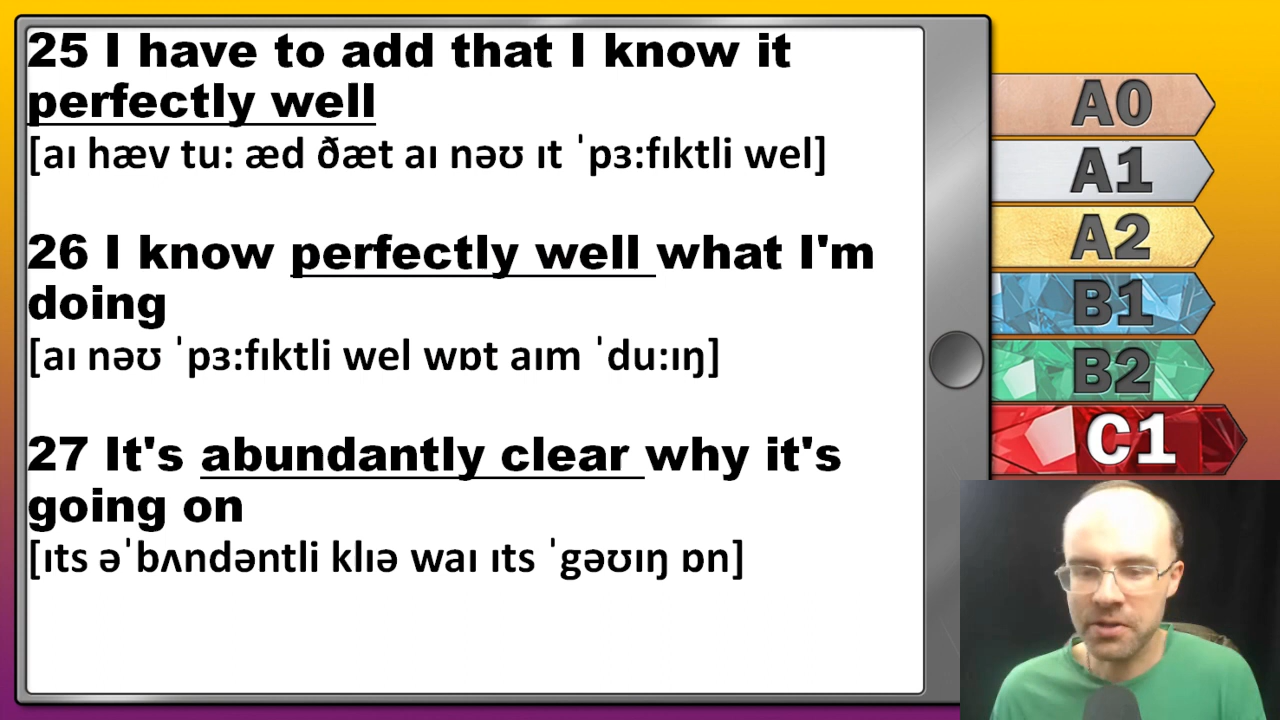 25 I have to add that I know it
perfectly well
[aɪ hæv tu: æd ðæt aɪ nəʊ ɪt ˈpɜ:fɪktli wel]
26 I know perfectly well what I'm
doing
[aɪ nəʊ ˈpɜ:fɪktli wel wɒt aɪm ˈdu:ɪŋ]
27 It's abundantly clear why it's
going on
[ɪts əˈbʌndəntli klɪə waɪ ɪts ˈgəʊɪŋ ɒn]
A0
A1
A2
B1
B2
C1